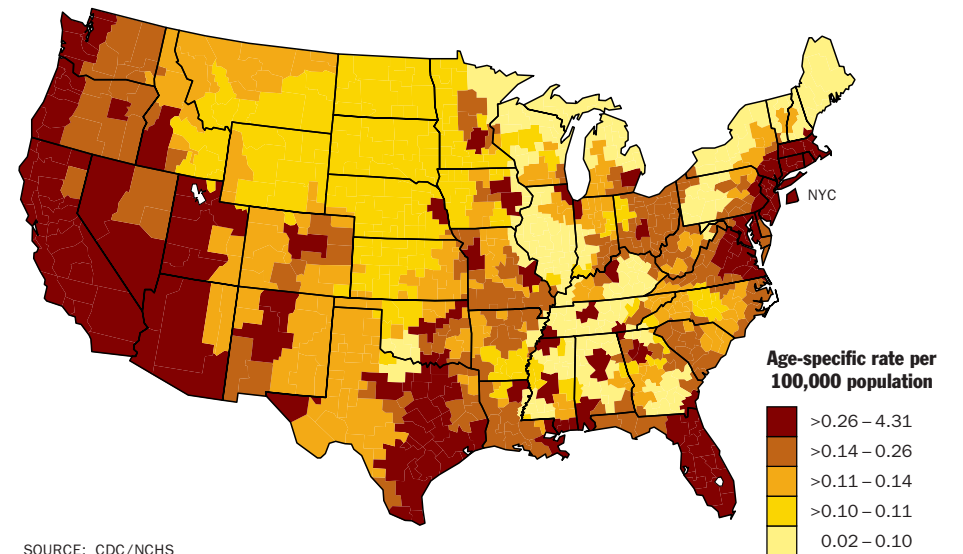 NYC
Age-specific rate per
100,000 population
>0.26 – 4.31
>0.14 – 0.26
>0.11 – 0.14
>0.10 – 0.11
0.02 – 0.10
SOURCE: CDC/NCHS